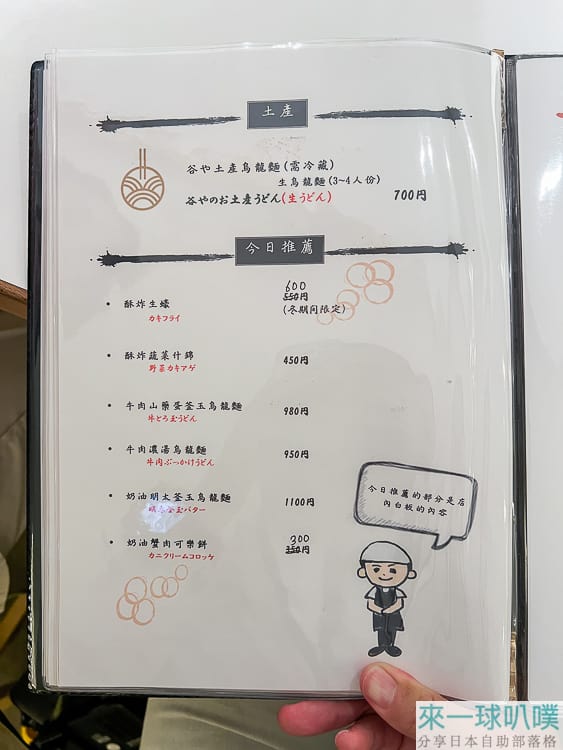 土産
谷や土産烏龍麵(需冷藏)
生烏龍麵(3~4人份)
谷やのお土産うどん(生うどん) 700円
今日推薦
600
• 酥炸生蠔 550円
カキフライ (冬期間限定)
• 酥炸蔬菜什錦 450円
野菜カキアゲ
• 牛肉山藥蛋釜玉烏龍麵 980円
牛とろ玉うどん
• 牛肉濃湯烏龍麵 950円
牛肉ぶっかけうどん
• 奶油明太釜玉烏龍麵 1100円
明太釜玉バター
300
• 奶油蟹肉可樂餅 350円
カニクリームコロッケ
今日推薦的部分是店
內白板的內容
來一球叭噗
分享日本自助部落格